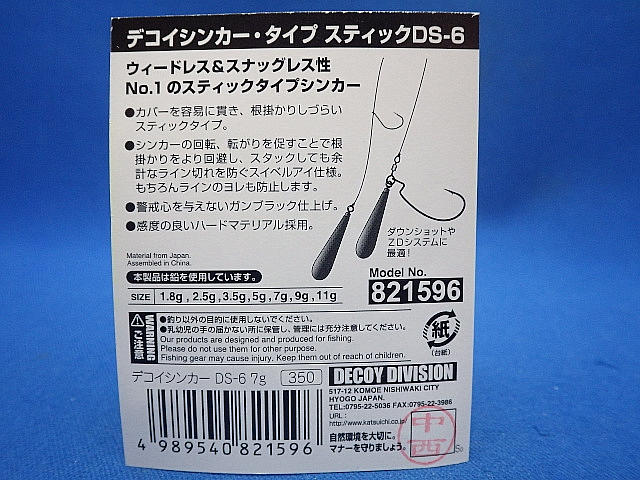 デコイシンカー・タイプ スティックDS-6
ウィードレス&スナッグレス性
No.1のスティックタイプシンカー
●カバーを容易に貫き、根掛かりしづらい
スティックタイプ。
●シンカーの回転、転がりを促すことで根
掛かりをより回避し、スタックしても余
計なライン切れを防ぐスイベルアイ仕様。
もちろんラインのヨレも防止します。
●警戒心を与えないガンブラック仕上げ。
●感度の良いハードマテリアル採用。
ダウンショットや
ZDシステムに
最適!
Material from Japan.
Assembled in China.
本製品は鉛を使用しています。
Model No.
821596
SIZE 1.8g , 2.5g , 3.5g , 5g , 7g , 9g , 11g
WARNING
ご注意
●釣り以外の目的に使用しないでください。
●乳幼児の手の届かない所に保管し、管理には充分注意してください。
Our products are designed and produced for fishing.
Please do not use them for other purpose.
Fishing gear may cause injury. Keep them out of reach of children.
紙
(台紙)
デコイシンカー DS-6 7g 350
4 989540 821596
DECOY DIVISION
517-12 KOMOE NISHIWAKI CITY
HYOGO JAPAN.
TEL:0795-22-5036 FAX:0795-22-3986
URL :
http://www.katsuichi.co.jp
自然環境を大切に。
マナーを守りましょう。
中西